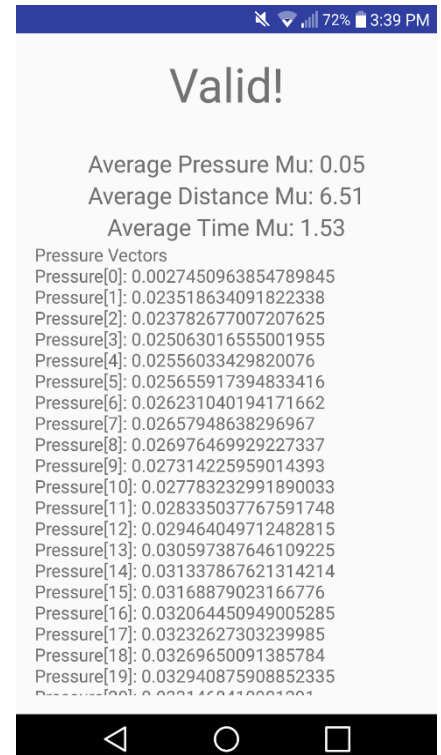 72% 3:39 PM
Valid!
Average Pressure Mu: 0.05
Average Distance Mu: 6.51
Average Time Mu: 1.53
Pressure Vectors
Pressure[0]: 0.0027450963854789845
Pressure[1]: 0.023518634091822338
Pressure[2]: 0.023782677007207625
Pressure[3]: 0.025063016555001955
Pressure[4]: 0.02556033429820076
Pressure[5]: 0.025655917394833416
Pressure[6]: 0.026231040194171662
Pressure[7]: 0.02657948638296967
Pressure[8]: 0.026976469929227337
Pressure[9]: 0.027314225959014393
Pressure[10]: 0.027783232991890033
Pressure[11]: 0.028335037767591748
Pressure[12]: 0.029464049712482815
Pressure[13]: 0.030597387646109225
Pressure[14]: 0.031337867621314214
Pressure[15]: 0.03168879023166776
Pressure[16]: 0.032064450949005285
Pressure[17]: 0.03232627303239985
Pressure[18]: 0.03269650091385784
Pressure[19]: 0.032940875908852335